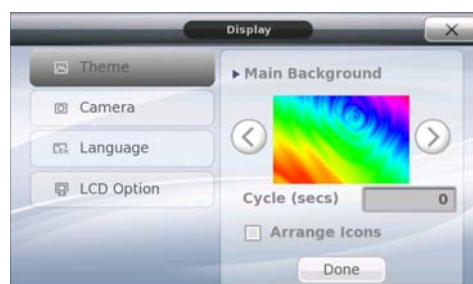 Display
Theme
Camera
Language
LCD Option
Main Background
Cycle (secs) 0
Arrange Icons
Done